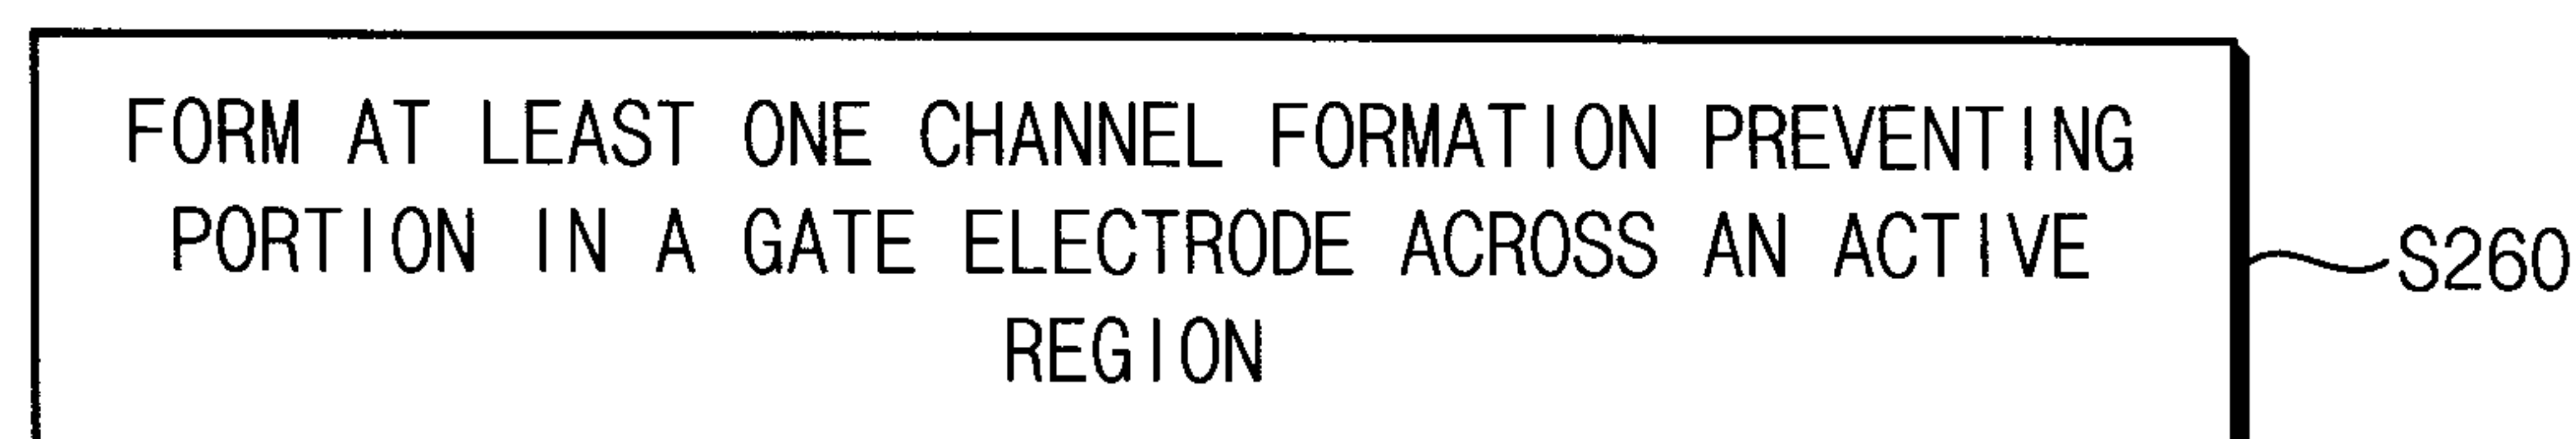 FORM AT LEAST ONE CHANNEL FORMATION PREVENTING
PORTION IN A GATE ELECTRODE ACROSS AN ACTIVE
REGION
S260